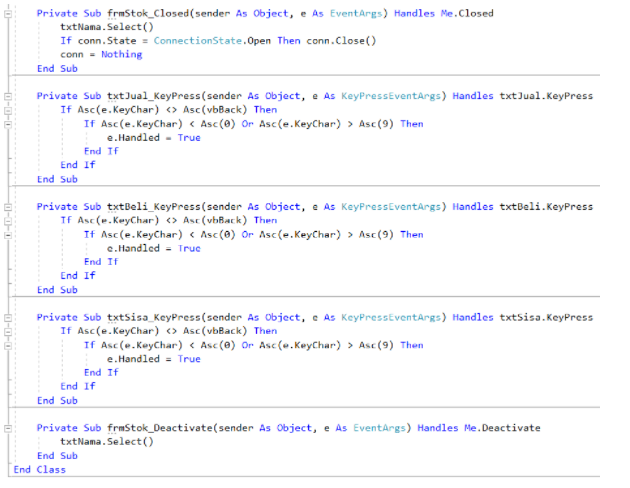 Private Sub frmStok_Closed(sender As Object, e As EventArgs) Handles Me.Closed
txtNama.Select()
If conn.State = ConnectionState.Open Then conn.Close()
conn = Nothing
End Sub
Private Sub txtJual_KeyPress(sender As Object, e As KeyPressEventArgs) Handles txtJual.KeyPress
If Asc(e.KeyChar) <> Asc(vbBack) Then
If Asc(e.KeyChar) < Asc(0) Or Asc(e.KeyChar) > Asc(9) Then
e.Handled = True
End If
End If
End Sub
Private Sub txtBeli_KeyPress(sender As Object, e As KeyPressEventArgs) Handles txtBeli.KeyPress
If Asc(e.KeyChar) <> Asc(vbBack) Then
If Asc(e.KeyChar) < Asc(0) Or Asc(e.KeyChar) > Asc(9) Then
e.Handled = True
End If
End If
End Sub
Private Sub txtSisa_KeyPress(sender As Object, e As KeyPressEventArgs) Handles txtSisa.KeyPress
If Asc(e.KeyChar) <> Asc(vbBack) Then
If Asc(e.KeyChar) < Asc(0) Or Asc(e.KeyChar) > Asc(9) Then
e.Handled = True
End If
End If
End Sub
Private Sub frmStok_Deactivate(sender As Object, e As EventArgs) Handles Me.Deactivate
txtNama.Select()
End Sub
End Class